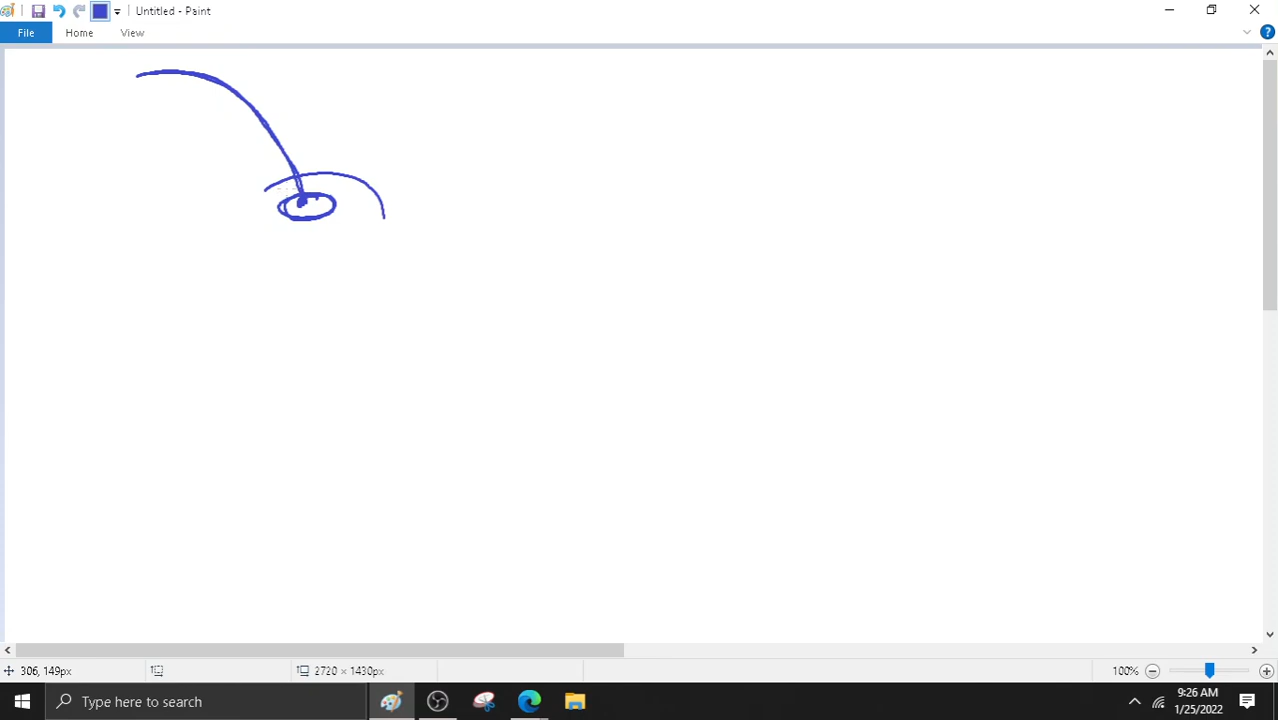 Untitled - Paint
File Home View
306, 149px 2720 × 1430px 100%
Type here to search 9:26 AM
1/25/2022